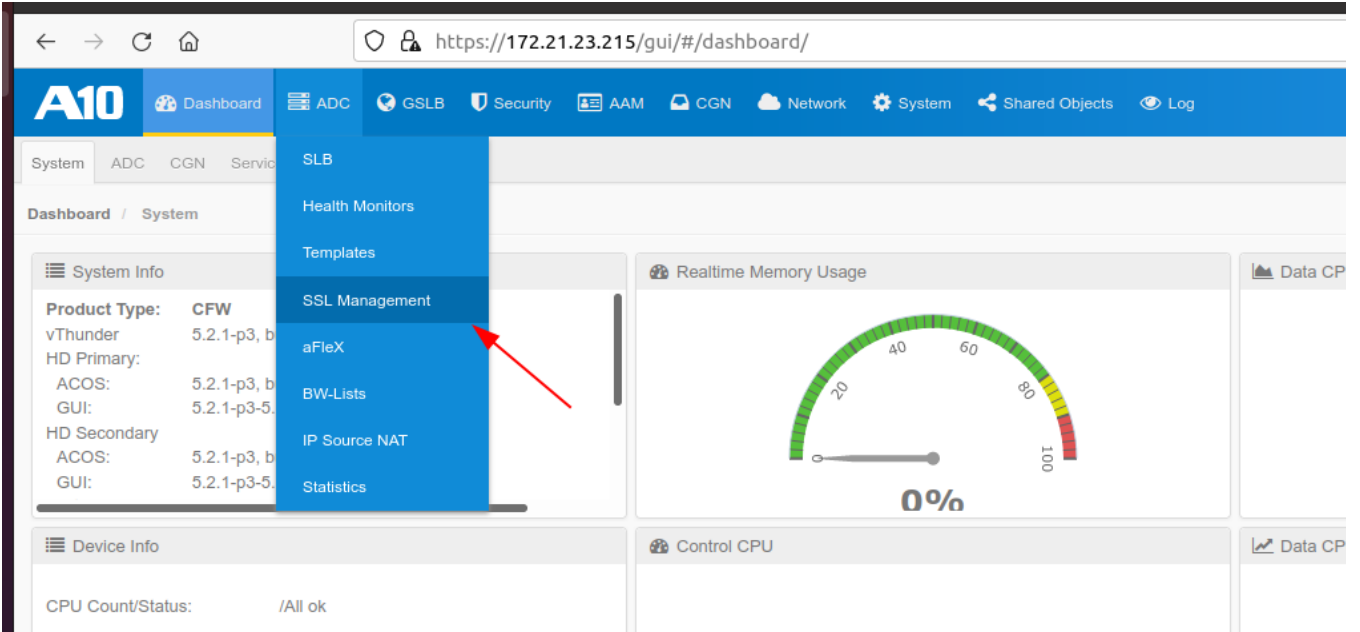 https://172.21.23.215/gui/#/dashboard/
A10 Dashboard ADC GSLB Security AAM CGN Network System Shared Objects Log
System ADC CGN Servic
Dashboard / System
SLB
Health Monitors
Templates
SSL Management
aFleX
BW-Lists
IP Source NAT
Statistics
System Info
Product Type: CFW
vThunder 5.2.1-p3, b
HD Primary:
ACOS: 5.2.1-p3, b
GUI: 5.2.1-p3-5.
HD Secondary
ACOS: 5.2.1-p3, b
GUI: 5.2.1-p3-5.
Realtime Memory Usage
0 20 40 60 80 100
0%
Data CP
Device Info
CPU Count/Status: /All ok
Control CPU
Data CP